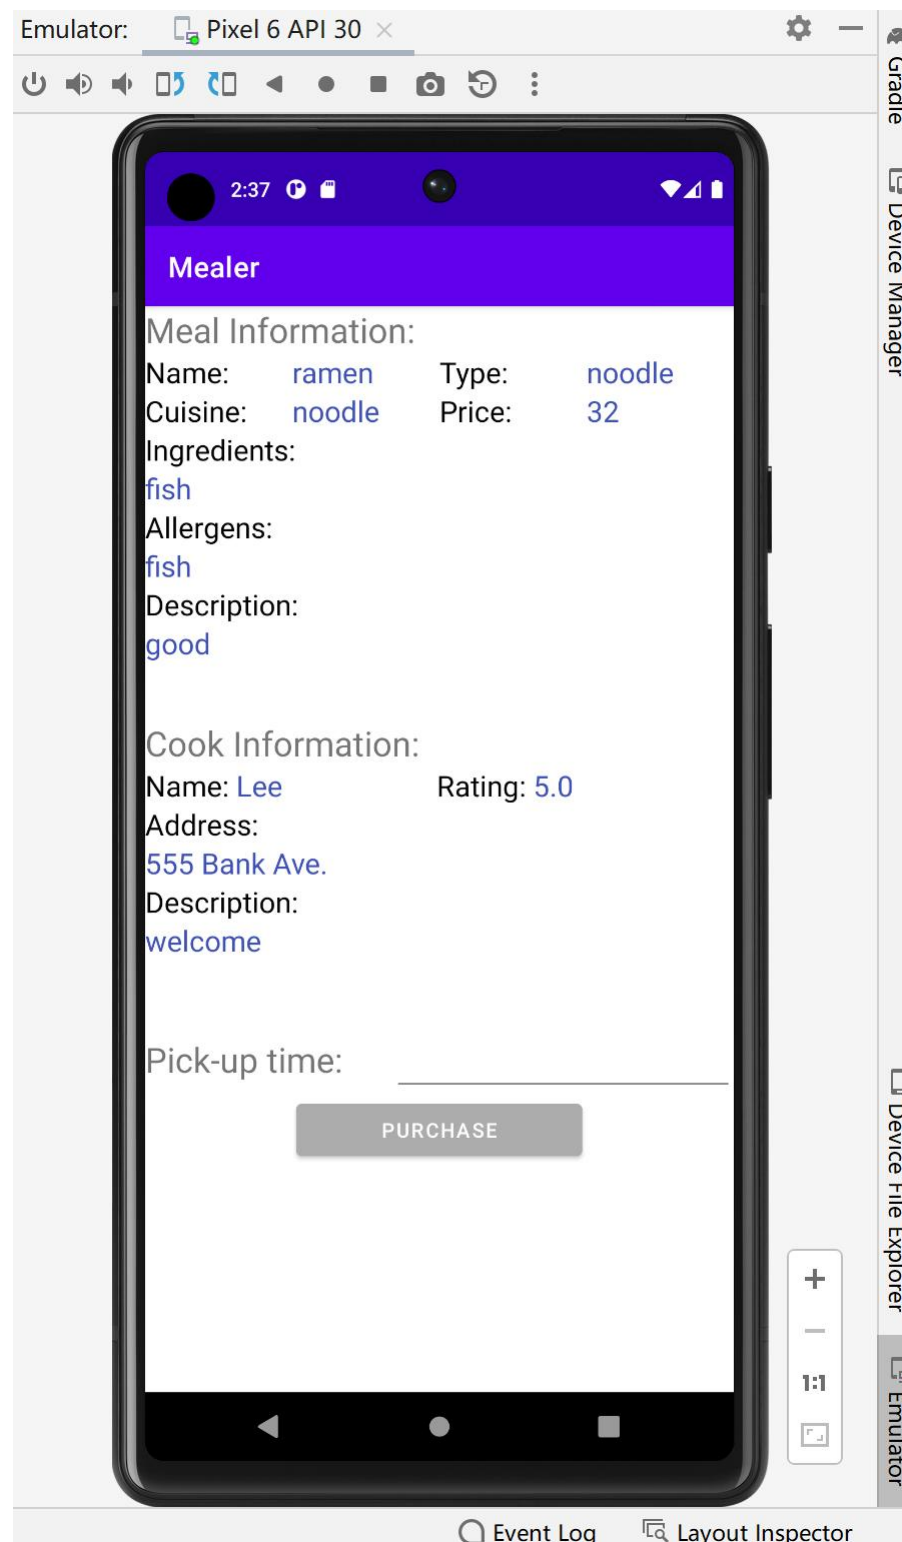 Emulator: Pixel 6 API 30
Gradle
Device Manager
2:37
Mealer
Meal Information:
Name: ramen Type: noodle
Cuisine: noodle Price: 32
Ingredients:
fish
Allergens:
fish
Description:
good
Cook Information:
Name: Lee Rating: 5.0
Address:
555 Bank Ave.
Description:
welcome
Pick-up time:
PURCHASE
1:1
Device File Explorer
Emulator
Event Log Layout Inspector